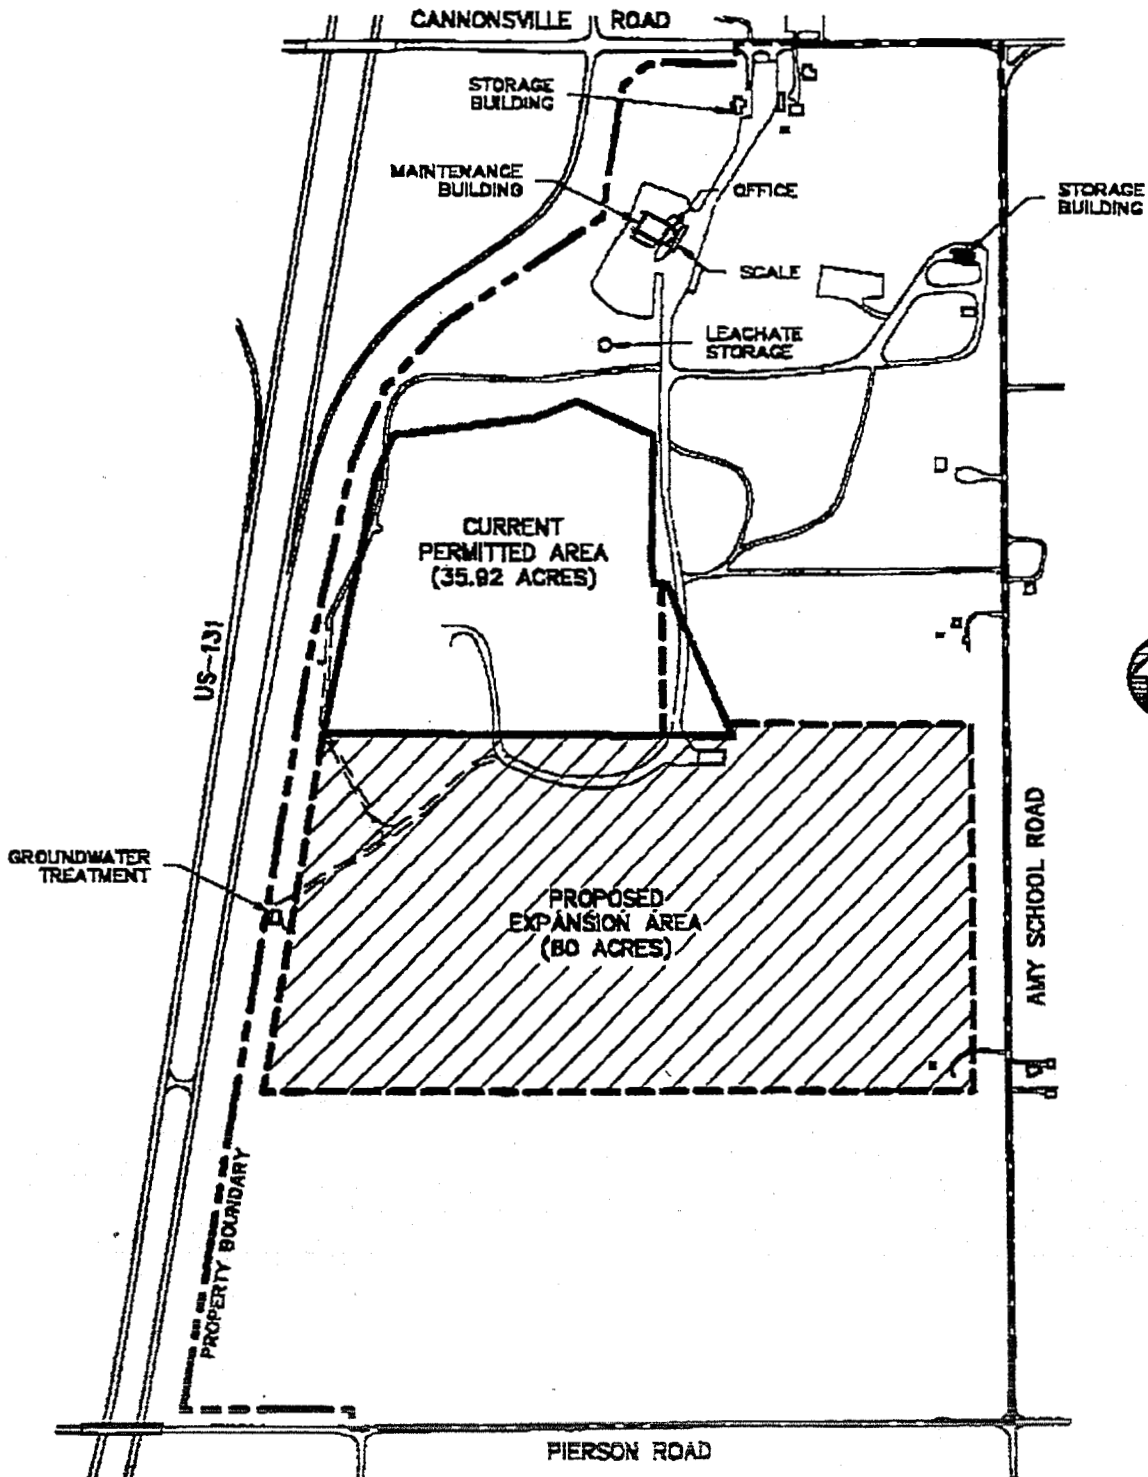 CANNONSVILLE ROAD
STORAGE
BUILDING
MAINTENANCE
BUILDING
OFFICE
STORAGE
BUILDING
SCALE
LEACHATE
STORAGE
CURRENT
PERMITTED AREA
(35.92 ACRES)
US-131
GROUNDWATER
TREATMENT
PROPOSED
EXPANSION AREA
(80 ACRES)
AMY SCHOOL ROAD
PROPERTY BOUNDARY
PIERSON ROAD